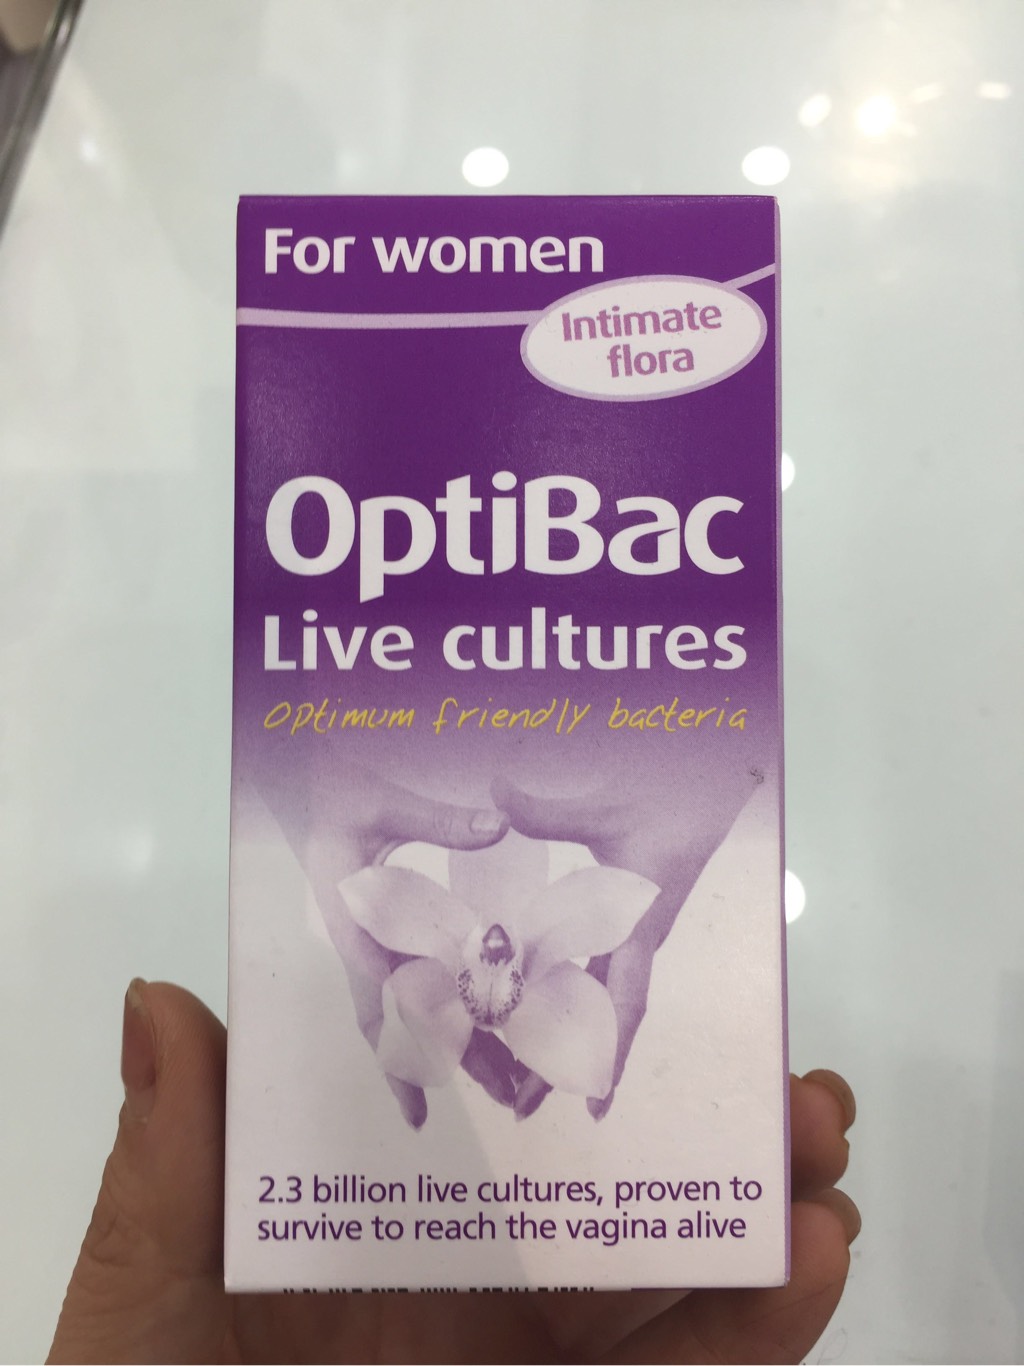 For women
Intimate
flora
OptiBac
Live cultures
Optimum friendly bacteria
2.3 billion live cultures, proven to
survive to reach the vagina alive